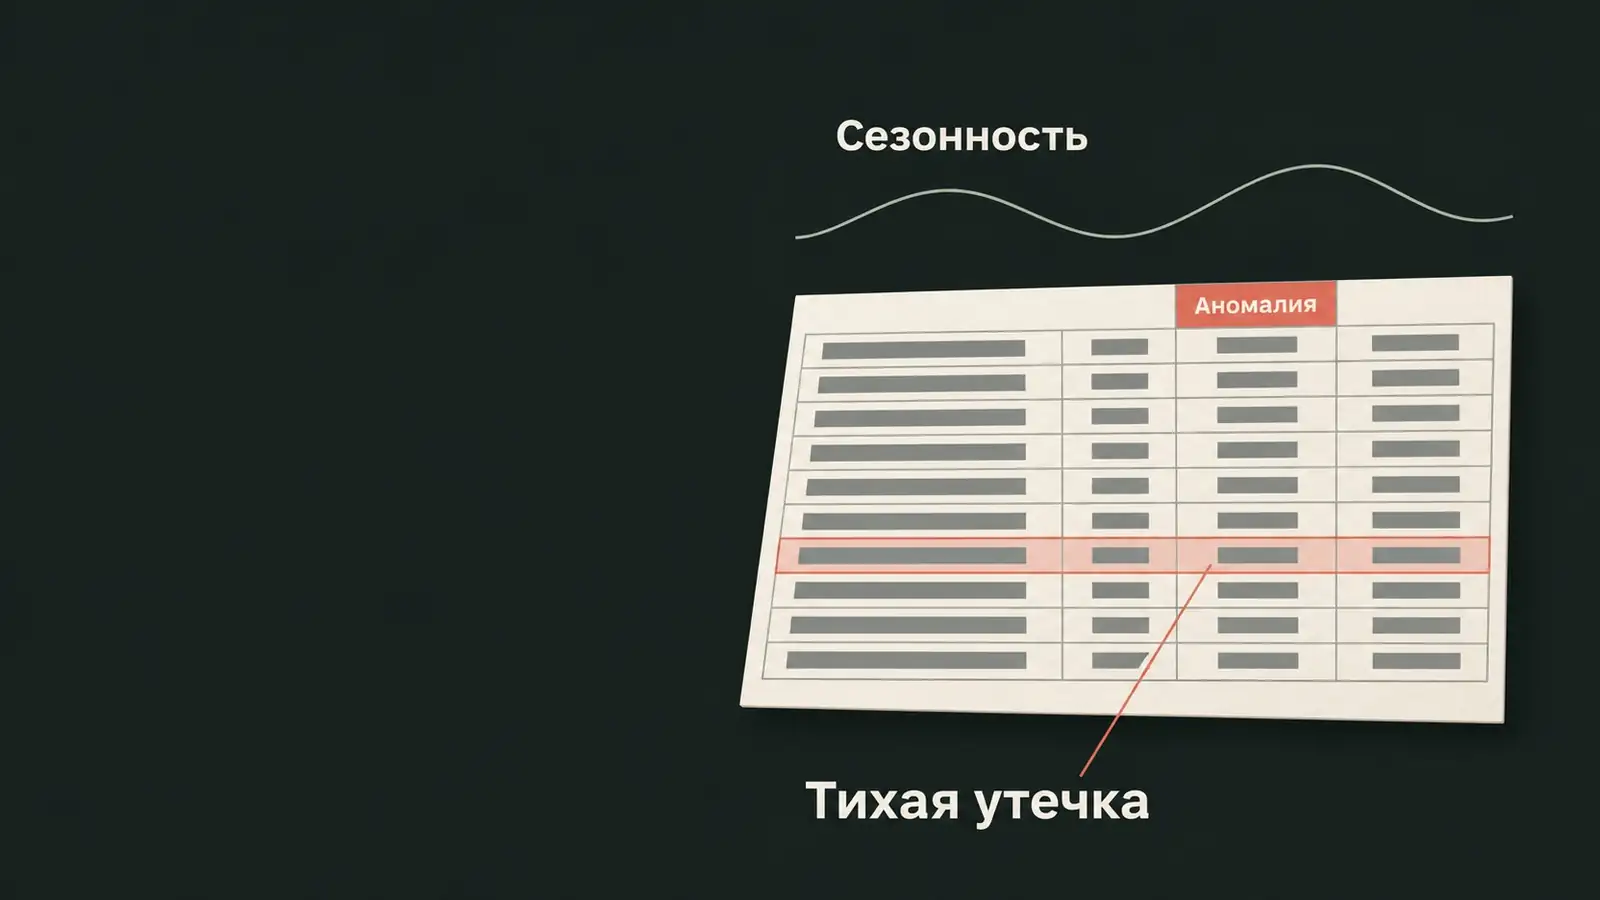 Сезонность
Аномалия
Тихая утечка